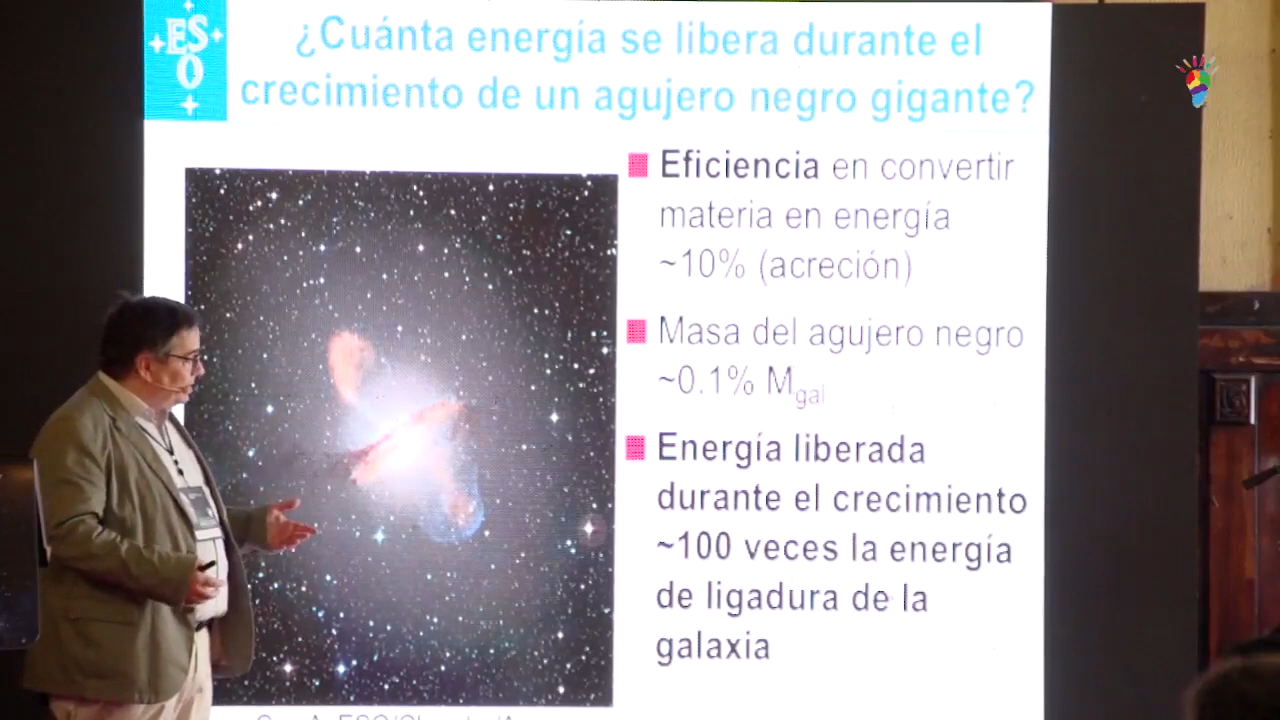 ESO
¿Cuánta energía se libera durante el
crecimiento de un agujero negro gigante?
Eficiencia en convertir
materia en energía
~10% (acreción)
Masa del agujero negro
~0.1% Mgal
Energía liberada
durante el crecimiento
~100 veces la energía
de ligadura de la
galaxia